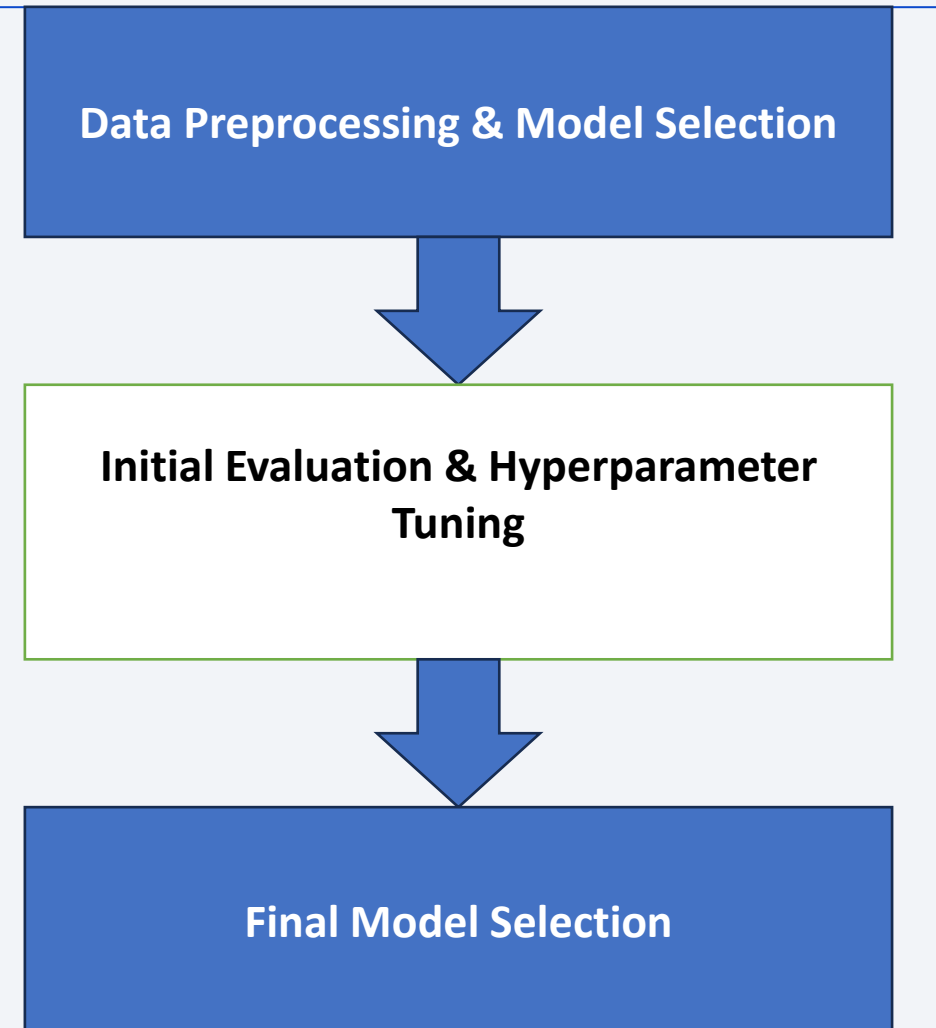 Data Preprocessing & Model Selection
Initial Evaluation & Hyperparameter
Tuning
Final Model Selection